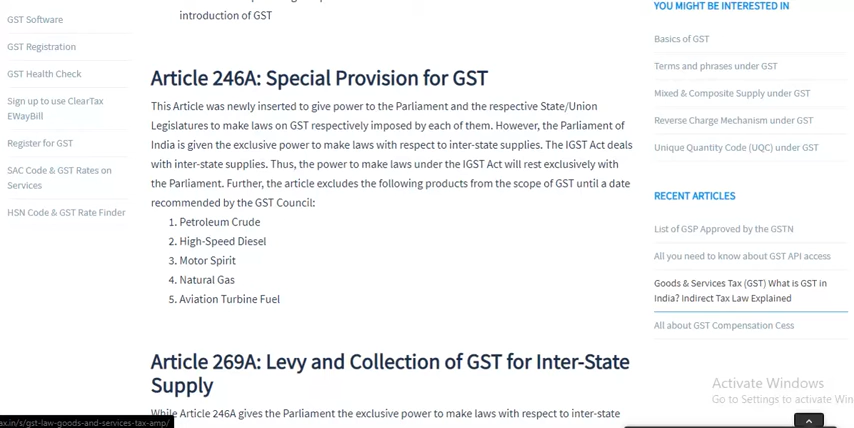 introduction of GST
GST Software
GST Registration
GST Health Check
Sign up to use ClearTax
EWayBill
Register for GST
SAC Code & GST Rates on
Services
HSN Code & GST Rate Finder
Article 246A: Special Provision for GST
This Article was newly inserted to give power to the Parliament and the respective State/Union
Legislatures to make laws on GST respectively imposed by each of them. However, the Parliament of
India is given the exclusive power to make laws with respect to inter-state supplies. The IGST Act deals
with inter-state supplies. Thus, the power to make laws under the IGST Act will rest exclusively with
the Parliament. Further, the article excludes the following products from the scope of GST until a date
recommended by the GST Council:
1. Petroleum Crude
2. High-Speed Diesel
3. Motor Spirit
4. Natural Gas
5. Aviation Turbine Fuel
Article 269A: Levy and Collection of GST for Inter-State
Supply
While Article 246A gives the Parliament the exclusive power to make laws with respect to inter-state
YOU MIGHT BE INTERESTED IN
Basics of GST
Terms and phrases under GST
Mixed & Composite Supply under GST
Reverse Charge Mechanism under GST
Unique Quantity Code (UQC) under GST
RECENT ARTICLES
List of GSP Approved by the GSTN
All you need to know about GST API access
Goods & Services Tax (GST) What is GST in
India? Indirect Tax Law Explained
All about GST Compensation Cess
Activate Windows
Go to Settings to activate Win
ax.in/s/gst-law-goods-and-services-tax-amp/